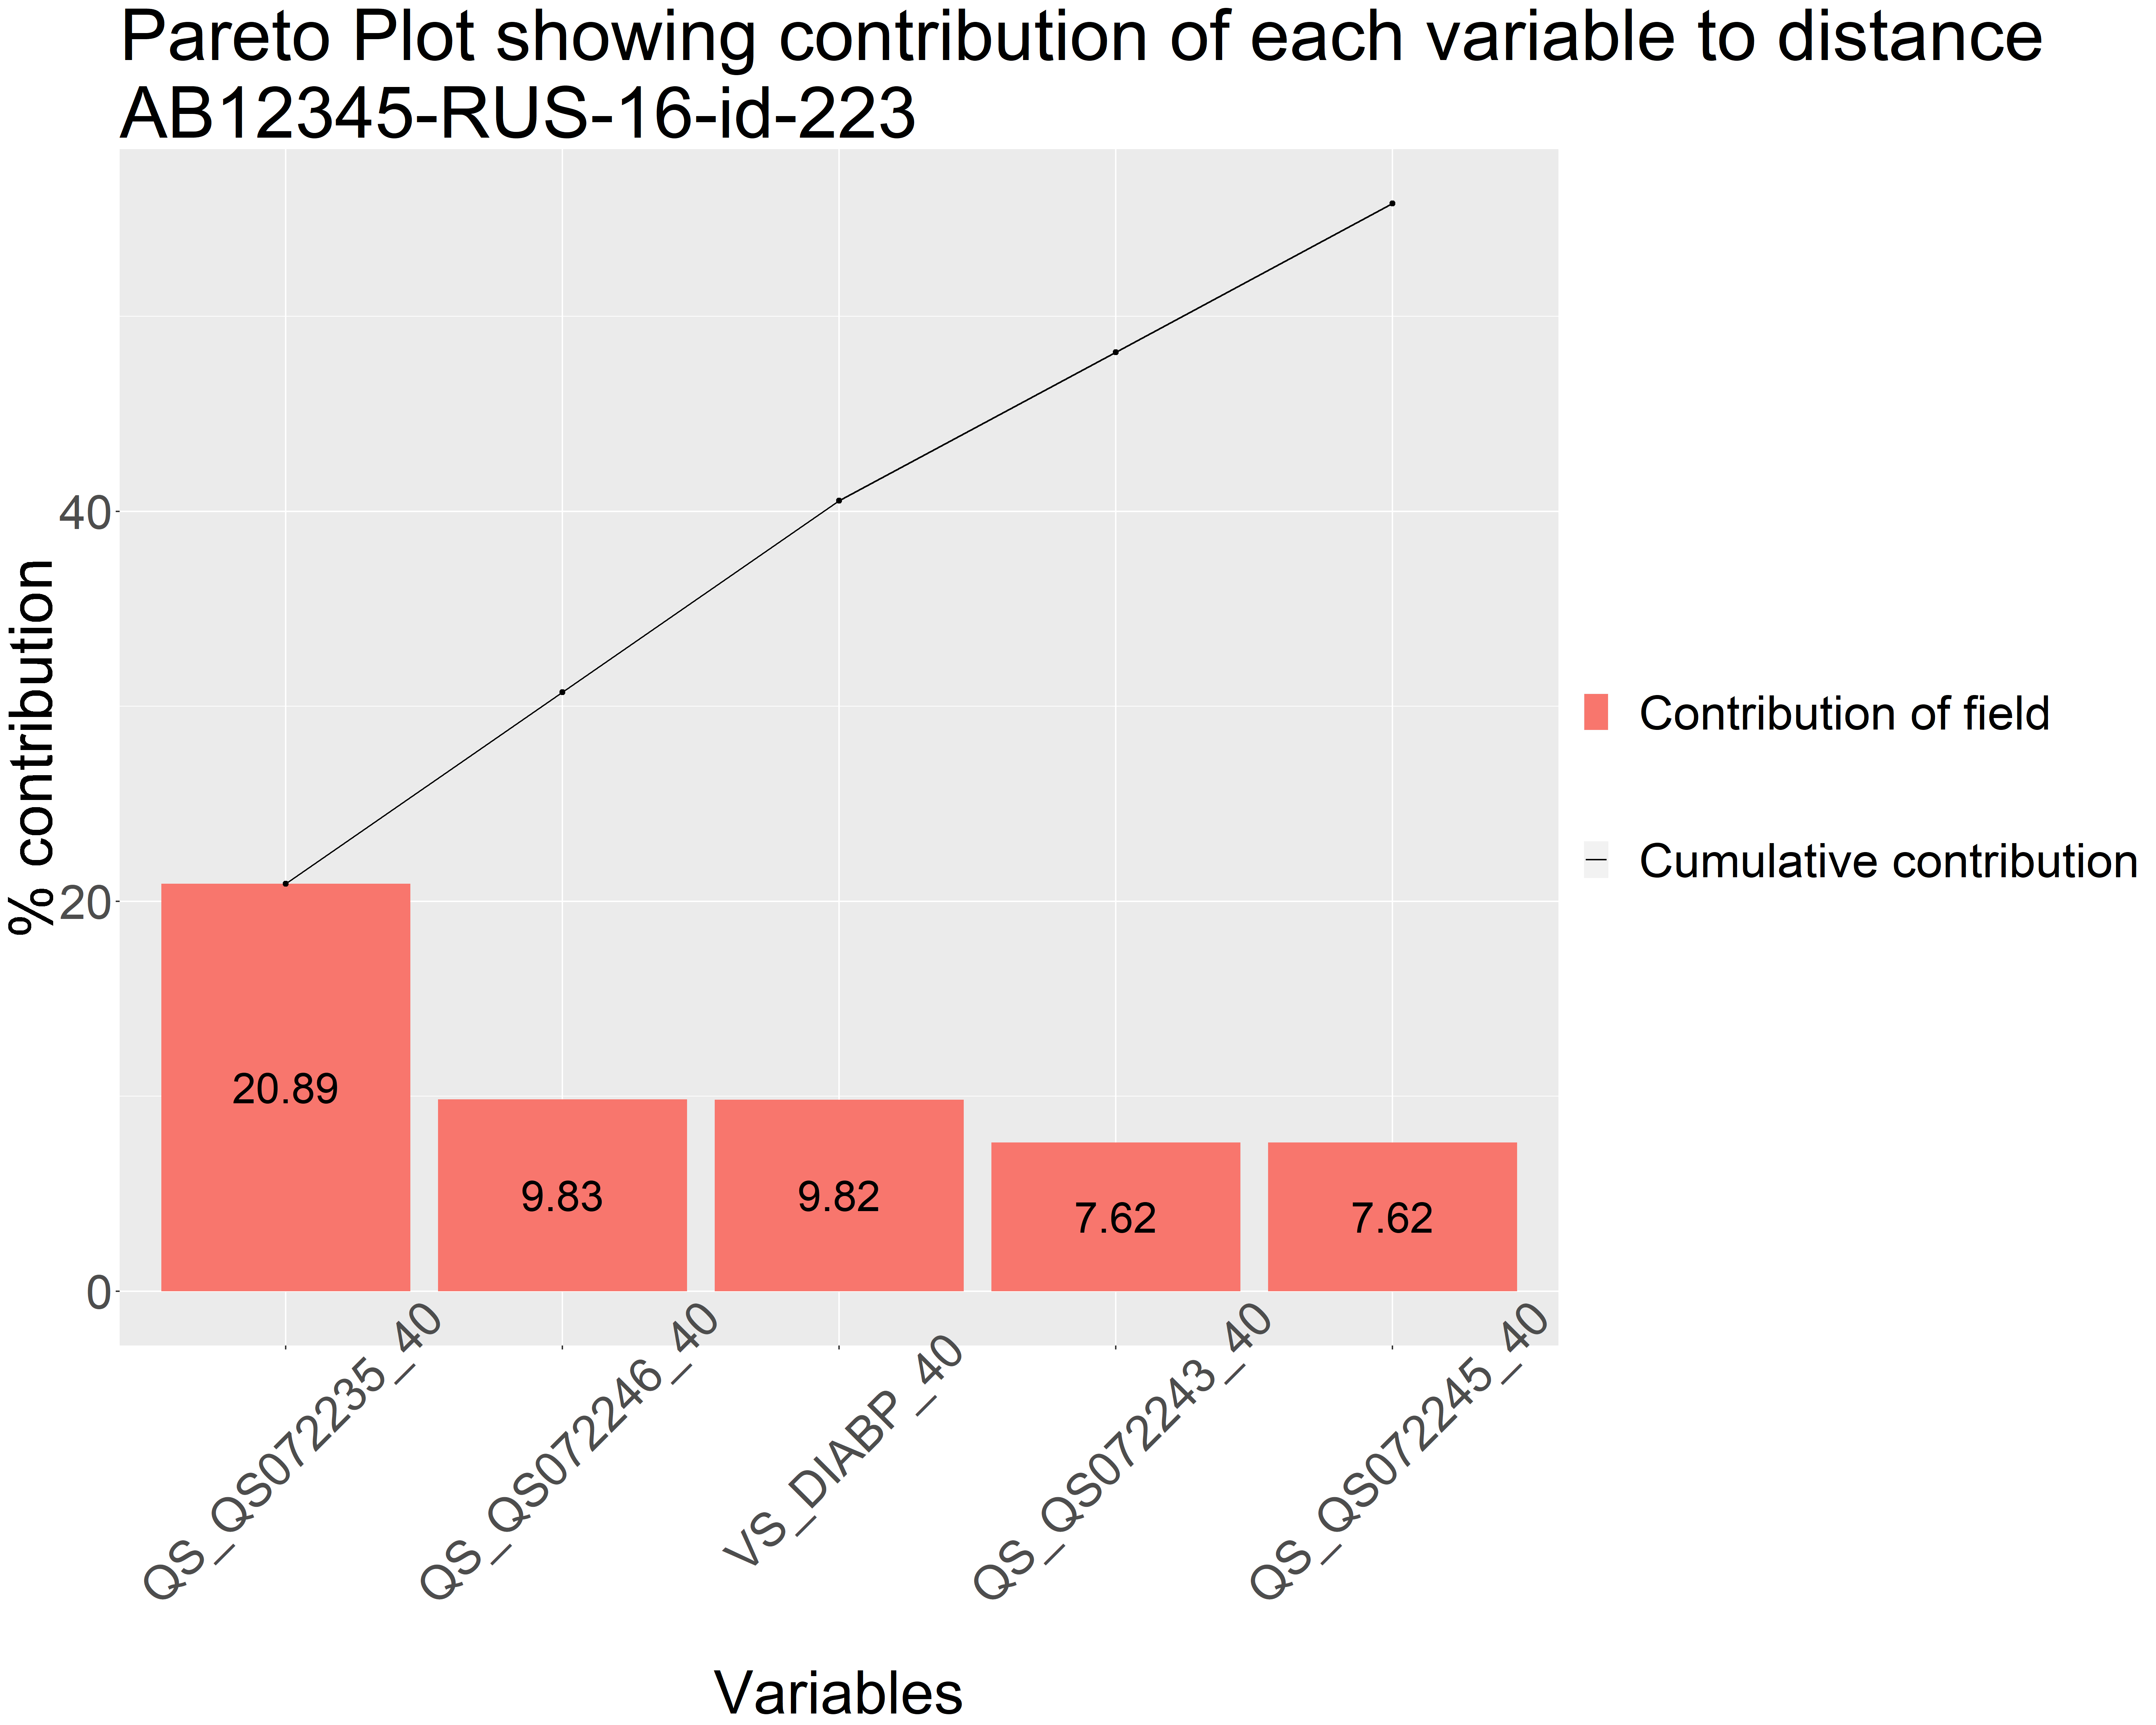 Pareto Plot showing contribution of each variable to distance
AB12345-RUS-16-id-223
% contribution
40
20
0
20.89
9.83
9.82
7.62
7.62
QS_QS072235_40
QS_QS072246_40
VS_DIABP_40
QS_QS072243_40
QS_QS072245_40
Variables
Contribution of field
Cumulative contribution